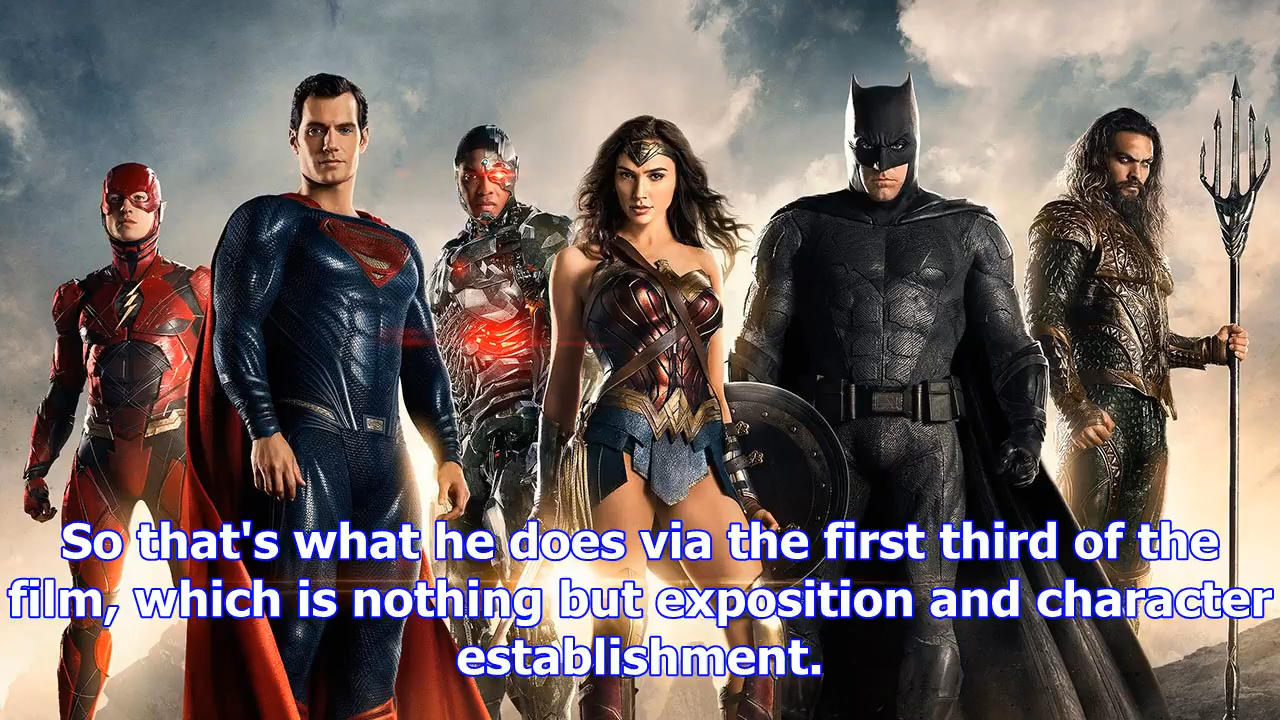 So that's what he does via the first third of the
film, which is nothing but exposition and character
establishment.